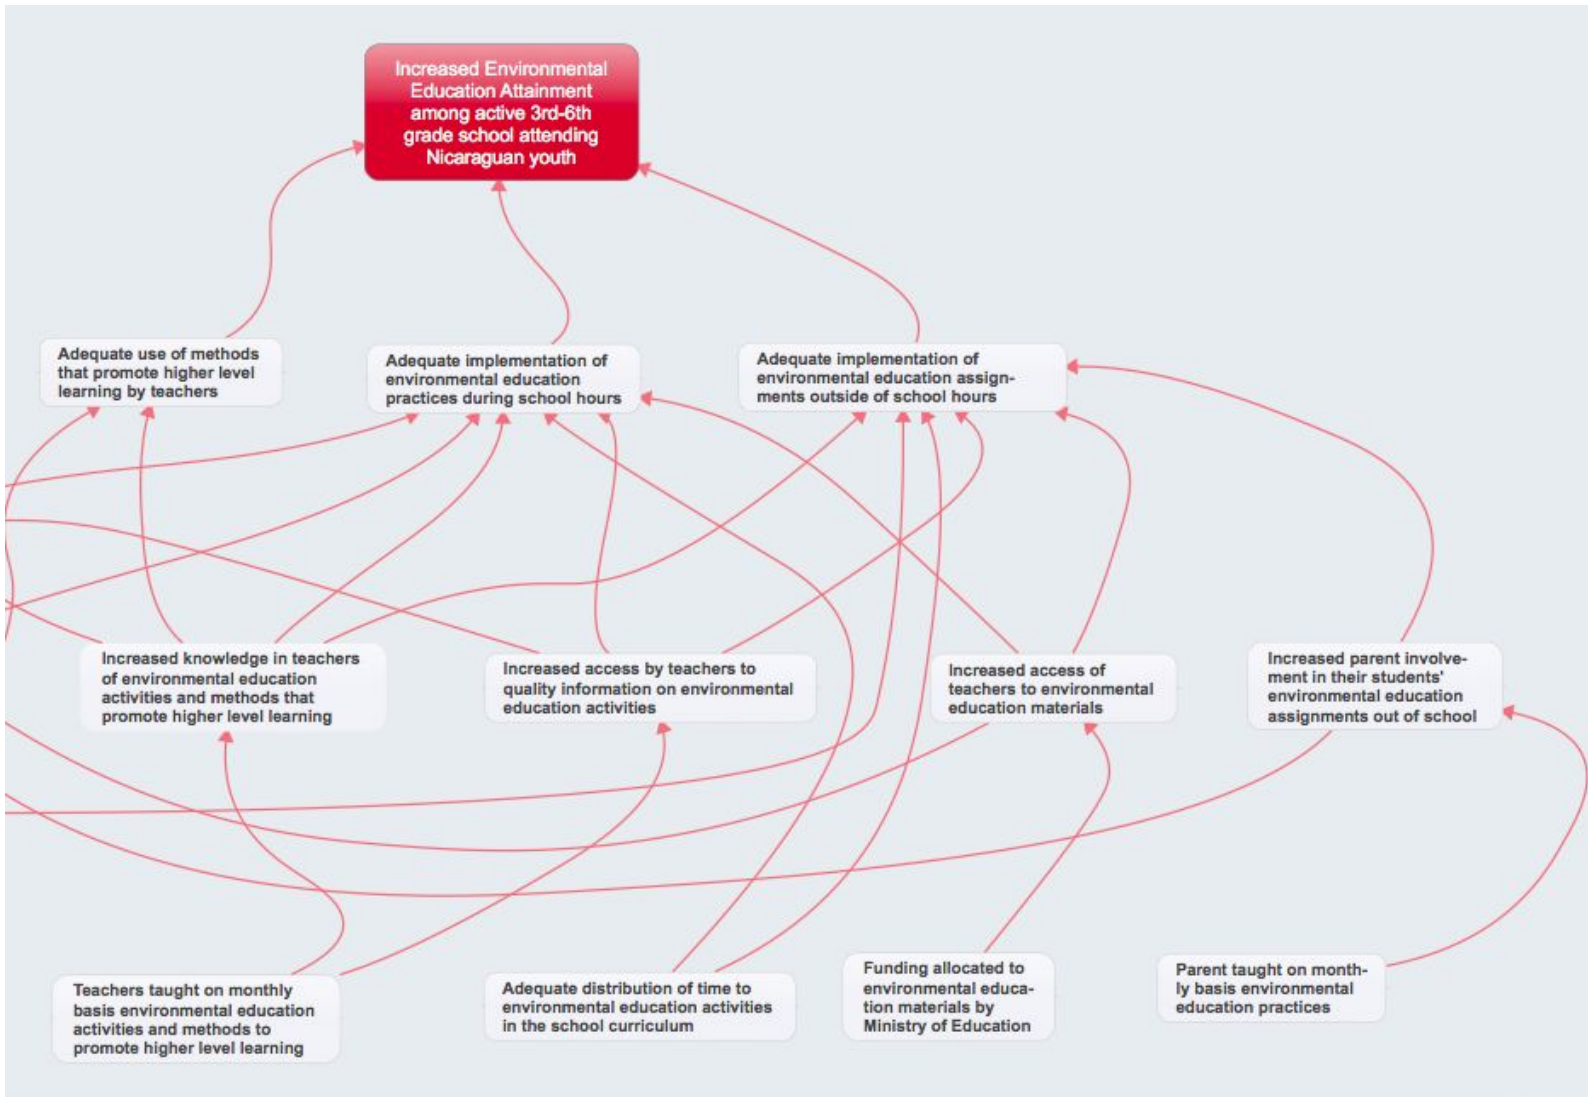 Increased Environmental
Education Attainment
among active 3rd-6th
grade school attending
Nicaraguan youth
Adequate use of methods
that promote higher level
learning by teachers
Adequate implementation of
environmental education
practices during school hours
Adequate implementation of
environmental education assign-
ments outside of school hours
Increased knowledge in teachers
of environmental education
activities and methods that
promote higher level learning
Increased access by teachers to
quality information on environmental
education activities
Increased access of
teachers to environmental
education materials
Increased parent involve-
ment in their students'
environmental education
assignments out of school
Teachers taught on monthly
basis environmental education
activities and methods to
promote higher level learning
Adequate distribution of time to
environmental education activities
in the school curriculum
Funding allocated to
environmental educa-
tion materials by
Ministry of Education
Parent taught on month-
ly basis environmental
education practices